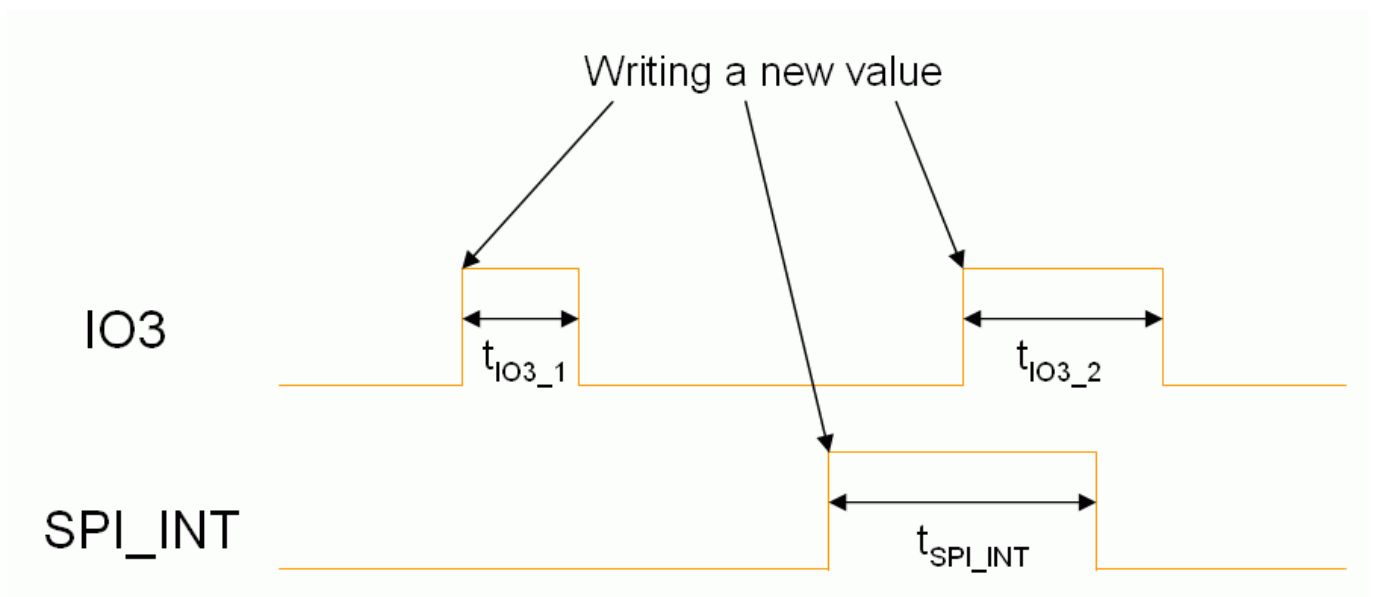 Writing a new value
IO3
tIO3_1
tIO3_2
SPI_INT
tSPI_INT